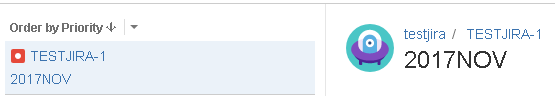 Order by Priority
TESTJIRA-1
2017NOV
testjira / TESTJIRA-1
2017NOV